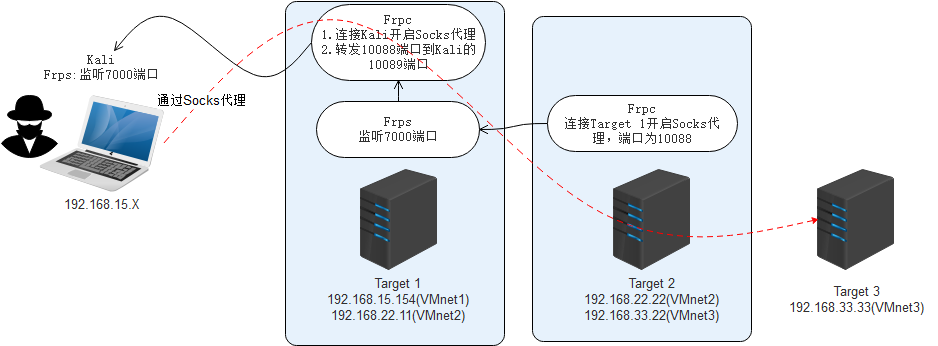 Kali
Frps:监听7000端口
通过Socks代理
192.168.15.X
Frpc
1.连接Kali开启Socks代理
2.转发10088端口到Kali的
10089端口
Frps
监听7000端口
Target 1
192.168.15.154(VMnet1)
192.168.22.11(VMnet2)
Frpc
连接Target 1开启Socks代
理，端口为10088
Target 2
192.168.22.22(VMnet2)
192.168.33.22(VMnet3)
Target 3
192.168.33.33(VMnet3)